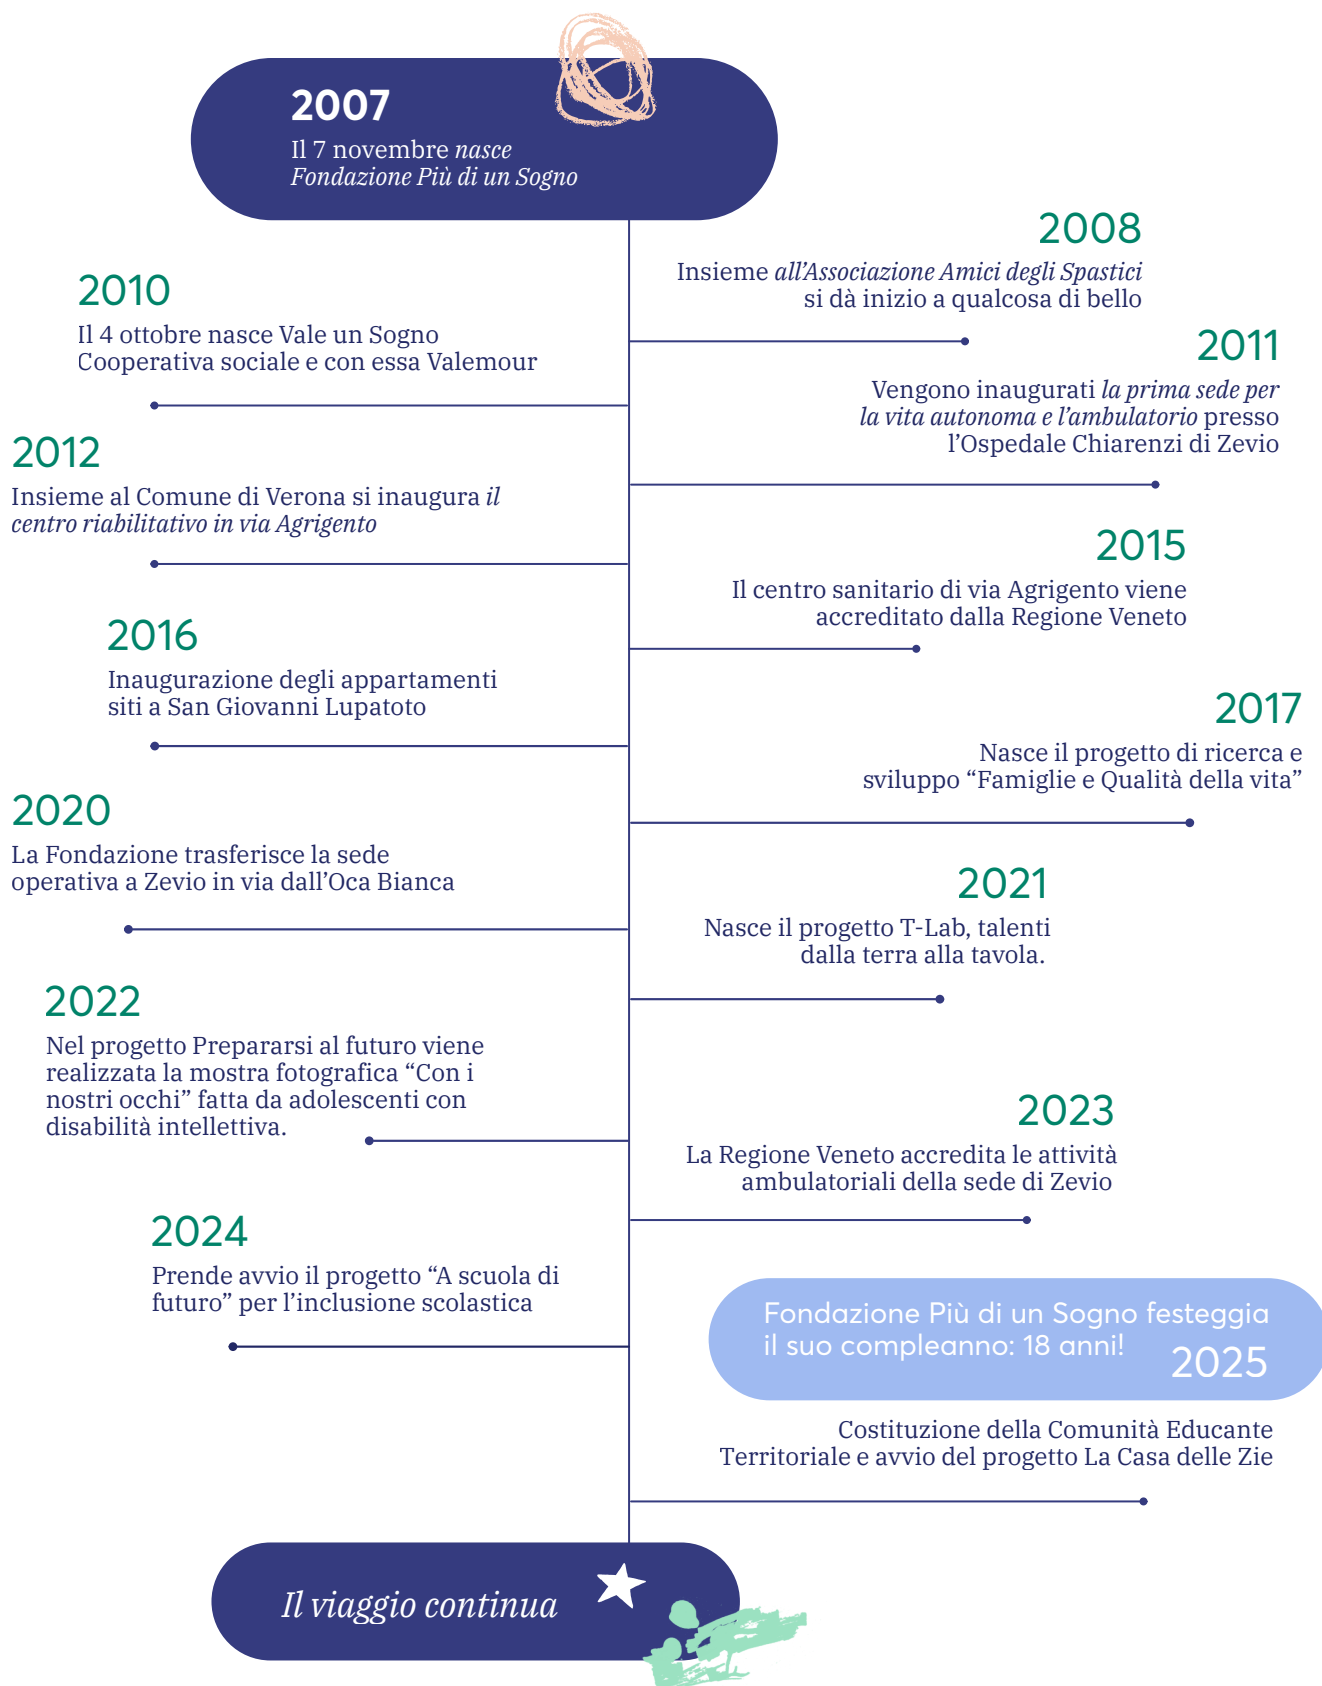 2007
Il 7 novembre nasce
Fondazione Più di un Sogno
2008
Insieme all’Associazione Amici degli Spastici
si dà inizio a qualcosa di bello
2010
Il 4 ottobre nasce Vale un Sogno
Cooperativa sociale e con essa Valemour
2011
Vengono inaugurati la prima sede per
la vita autonoma e l’ambulatorio presso
l’Ospedale Chiarenzi di Zevio
2012
Insieme al Comune di Verona si inaugura il
centro riabilitativo in via Agrigento
2015
Il centro sanitario di via Agrigento viene
accreditato dalla Regione Veneto
2016
Inaugurazione degli appartamenti
siti a San Giovanni Lupatoto
2017
Nasce il progetto di ricerca e
sviluppo “Famiglie e Qualità della vita”
2020
La Fondazione trasferisce la sede
operativa a Zevio in via dall’Oca Bianca
2021
Nasce il progetto T-Lab, talenti
dalla terra alla tavola.
2022
Nel progetto Prepararsi al futuro viene
realizzata la mostra fotografica “Con i
nostri occhi” fatta da adolescenti con
disabilità intellettiva.
2023
La Regione Veneto accredita le attività
ambulatoriali della sede di Zevio
2024
Prende avvio il progetto “A scuola di
futuro” per l’inclusione scolastica
Fondazione Più di un Sogno festeggia
il suo compleanno: 18 anni!
2025
Costituzione della Comunità Educante
Territoriale e avvio del progetto La Casa delle Zie
Il viaggio continua